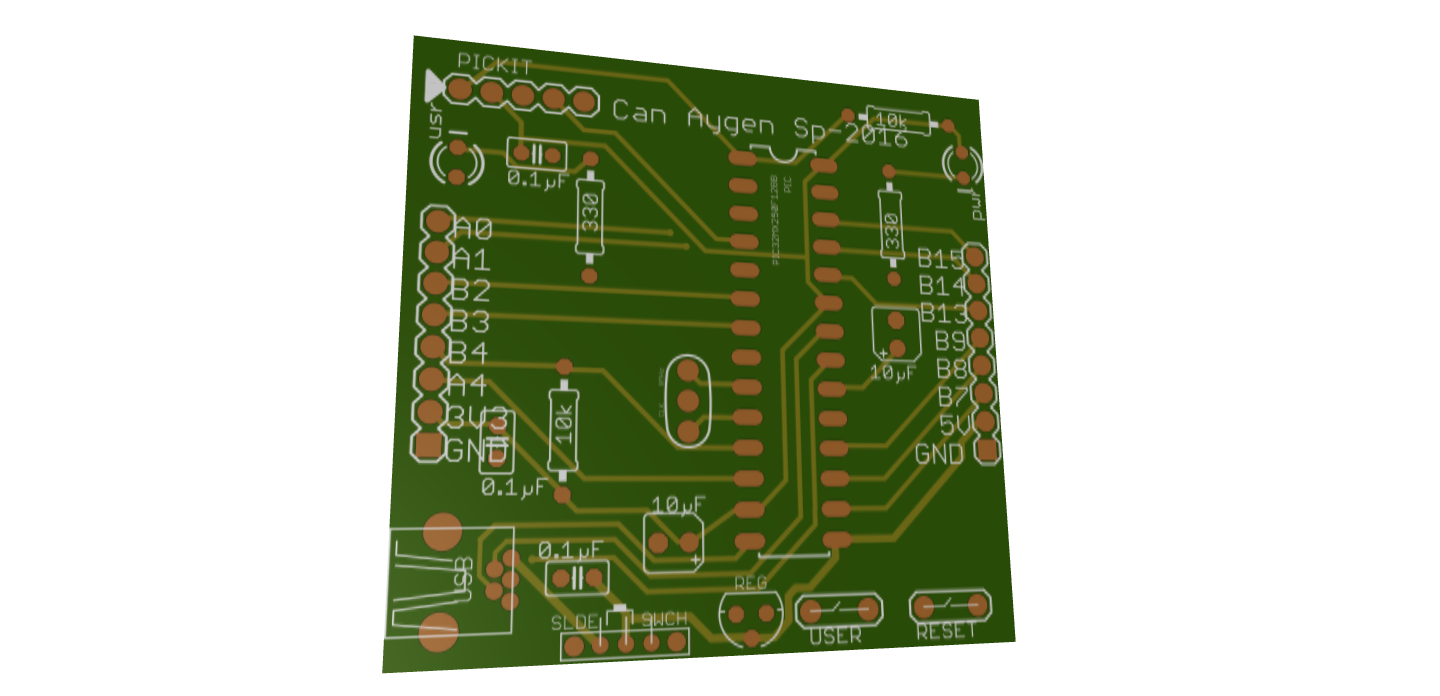 PICKIT
usr
Can Aygen Sp-2016
10k
0.1µF
330
PIC32MX250F128B
PIC
330
pwr
A0
A1
B2
B3
B4
A4
3V3
GND
B15
B14
B13
B9
B8
B7
5V
GND
10µF
10k
0.1µF
10µF
USB
0.1µF
SLDE SWCH
REG
USER
RESET